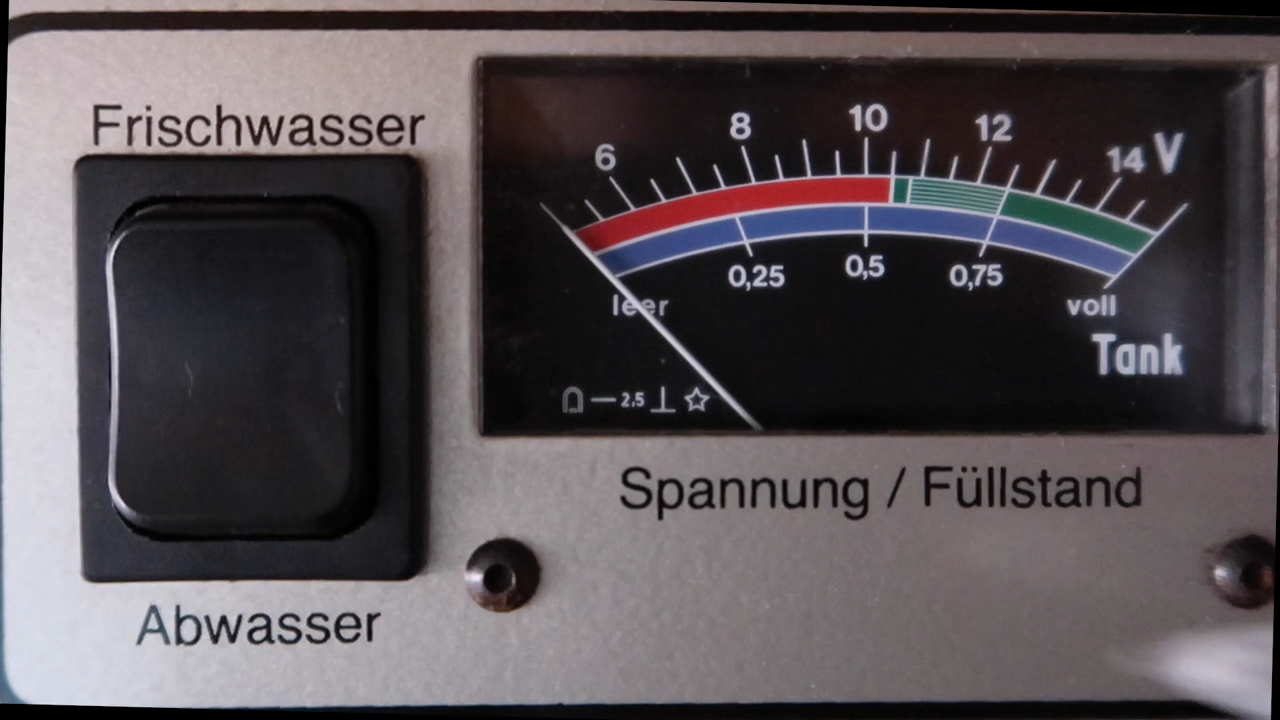 Frischwasser
Abwasser
6 8 10 12 14 V
0,25 0,5 0,75
leer voll
Tank
2,5
Spannung / Füllstand